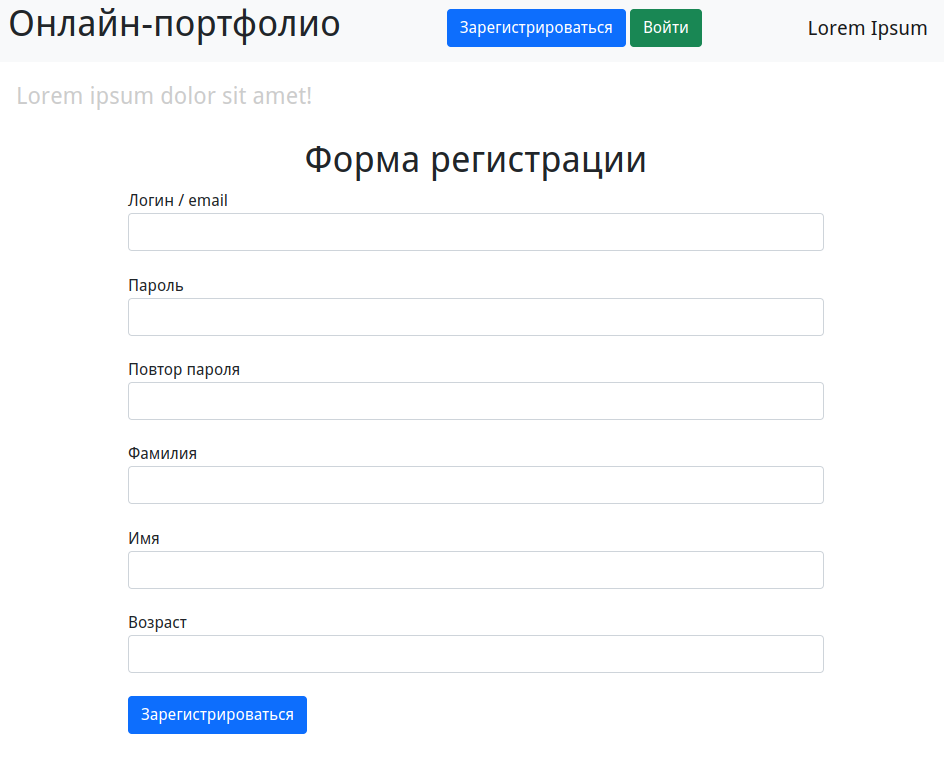 Онлайн-портфолио
Зарегистрироваться
Войти
Lorem Ipsum
Lorem ipsum dolor sit amet!
Форма регистрации
Логин / email
Пароль
Повтор пароля
Фамилия
Имя
Возраст
Зарегистрироваться